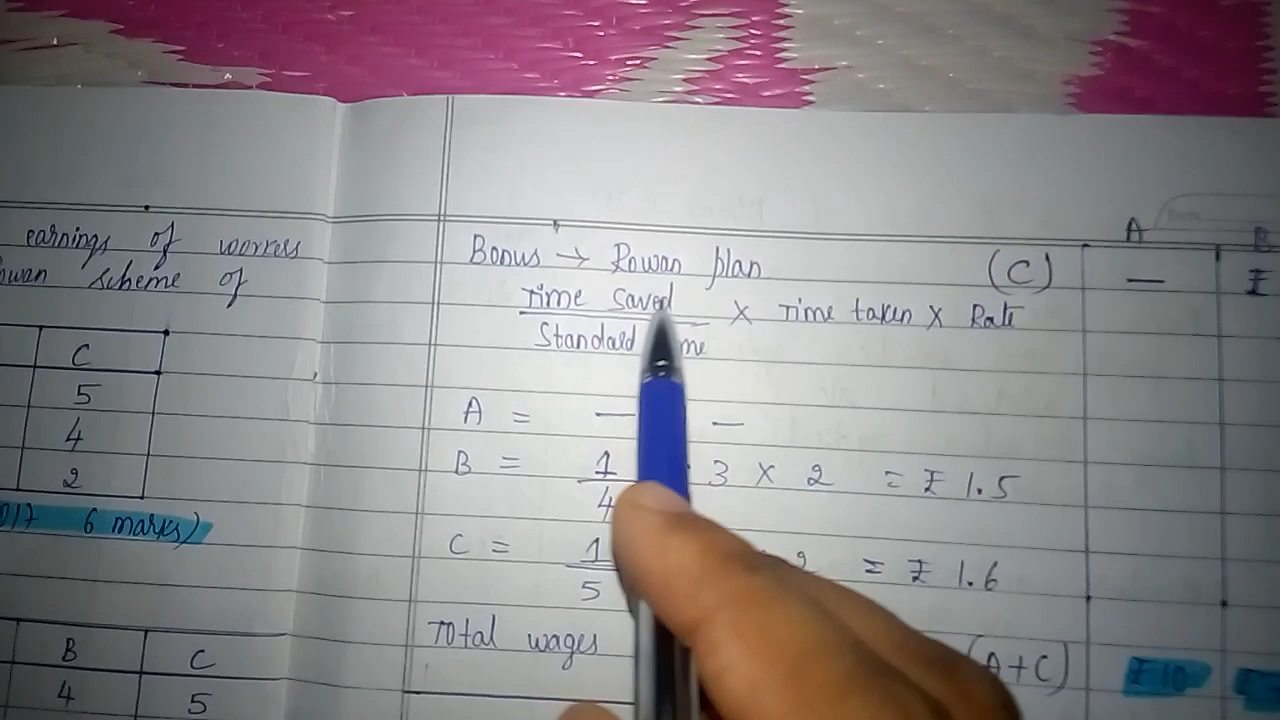 earnings of workers
scheme of
C
5
4
2
6 marks)
B C
4 5
A B
Bonus → Rowan plan (C) — ₹
Time Saved × Time taken × Rate
Standard
A = — —
B = 1/4 3 × 2 = ₹ 1.5
C = 1/5 2 = ₹ 1.6
Total wages (A+C) ₹10